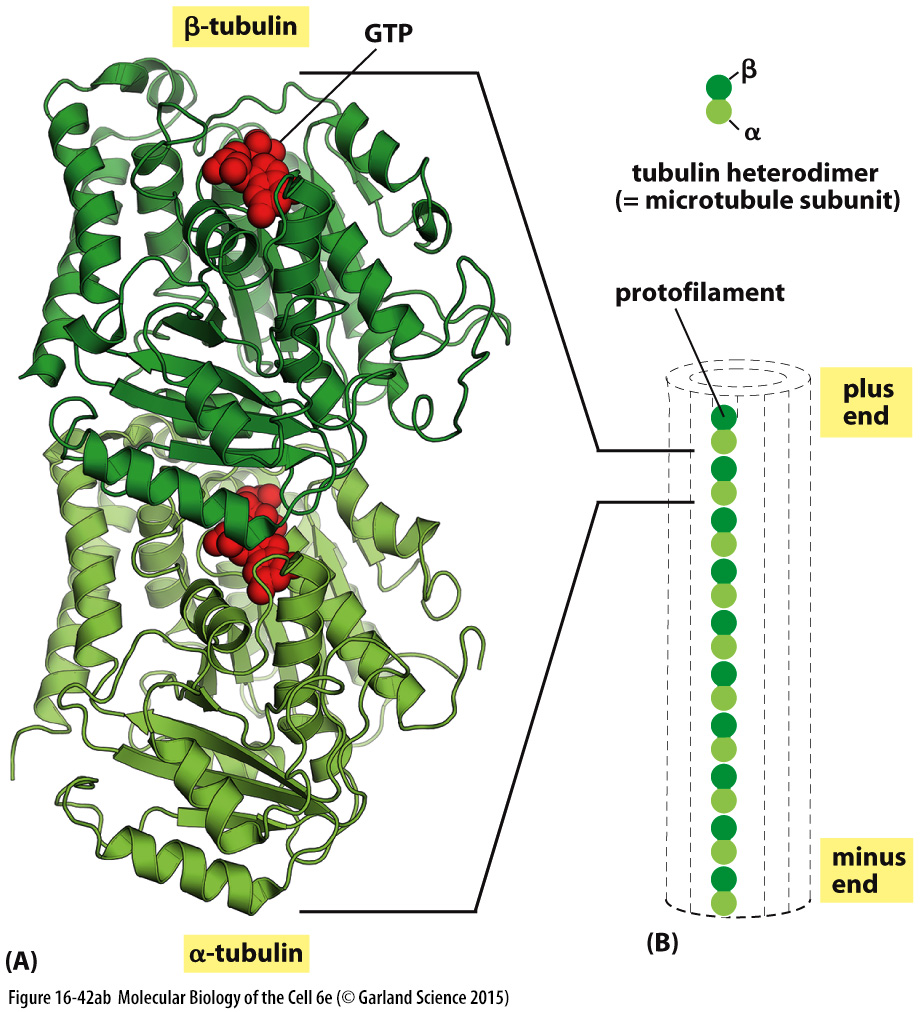 β-tubulin
GTP
β
α
tubulin heterodimer
(= microtubule subunit)
protofilament
plus
end
minus
end
α-tubulin
(A)
(B)
Figure 16-42ab Molecular Biology of the Cell 6e (© Garland Science 2015)